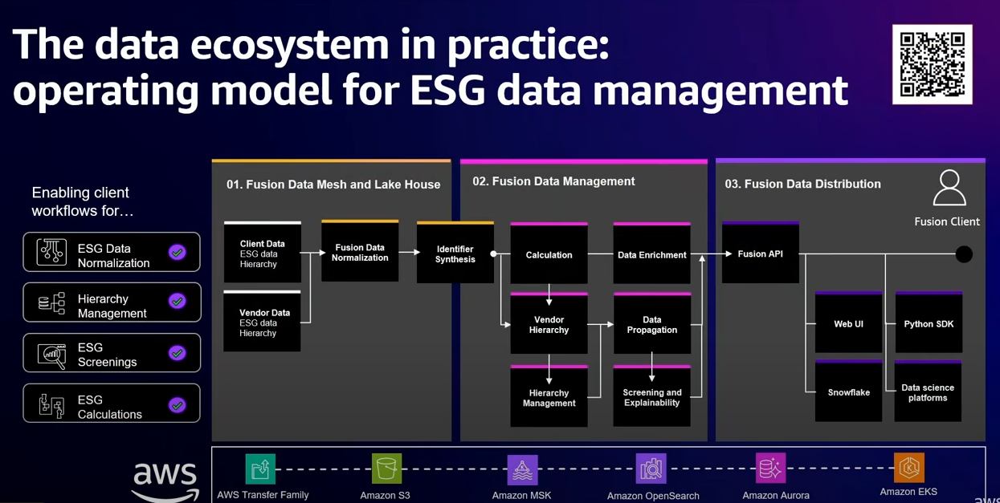 The data ecosystem in practice:
operating model for ESG data management
Enabling client
workflows for…
ESG Data
Normalization
Hierarchy
Management
ESG
Screenings
ESG
Calculations
01. Fusion Data Mesh and Lake House
Client Data
ESG data
Hierarchy
Vendor Data
ESG data
Hierarchy
Fusion Data
Normalization
Identifier
Synthesis
02. Fusion Data Management
Calculation
Data Enrichment
Vendor
Hierarchy
Data
Propagation
Hierarchy
Management
Screening and
Explainability
03. Fusion Data Distribution
Fusion Client
Fusion API
Web UI
Python SDK
Snowflake
Data science
platforms
aws
AWS Transfer Family
Amazon S3
Amazon MSK
Amazon OpenSearch
Amazon Aurora
Amazon EKS
aws